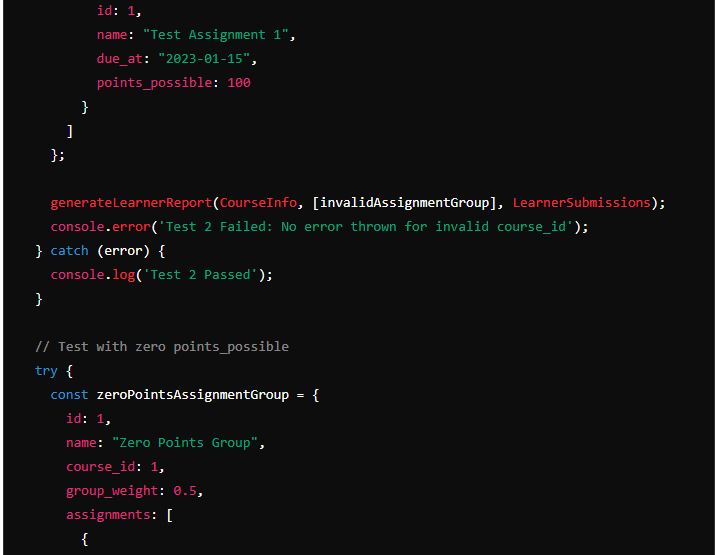 id: 1,
name: "Test Assignment 1",
due_at: "2023-01-15",
points_possible: 100
}
]
};
generateLearnerReport(CourseInfo, [invalidAssignmentGroup], LearnerSubmissions);
console.error('Test 2 Failed: No error thrown for invalid course_id');
} catch (error) {
console.log('Test 2 Passed');
}
// Test with zero points_possible
try {
const zeroPointsAssignmentGroup = {
id: 1,
name: "Zero Points Group",
course_id: 1,
group_weight: 0.5,
assignments: [
{